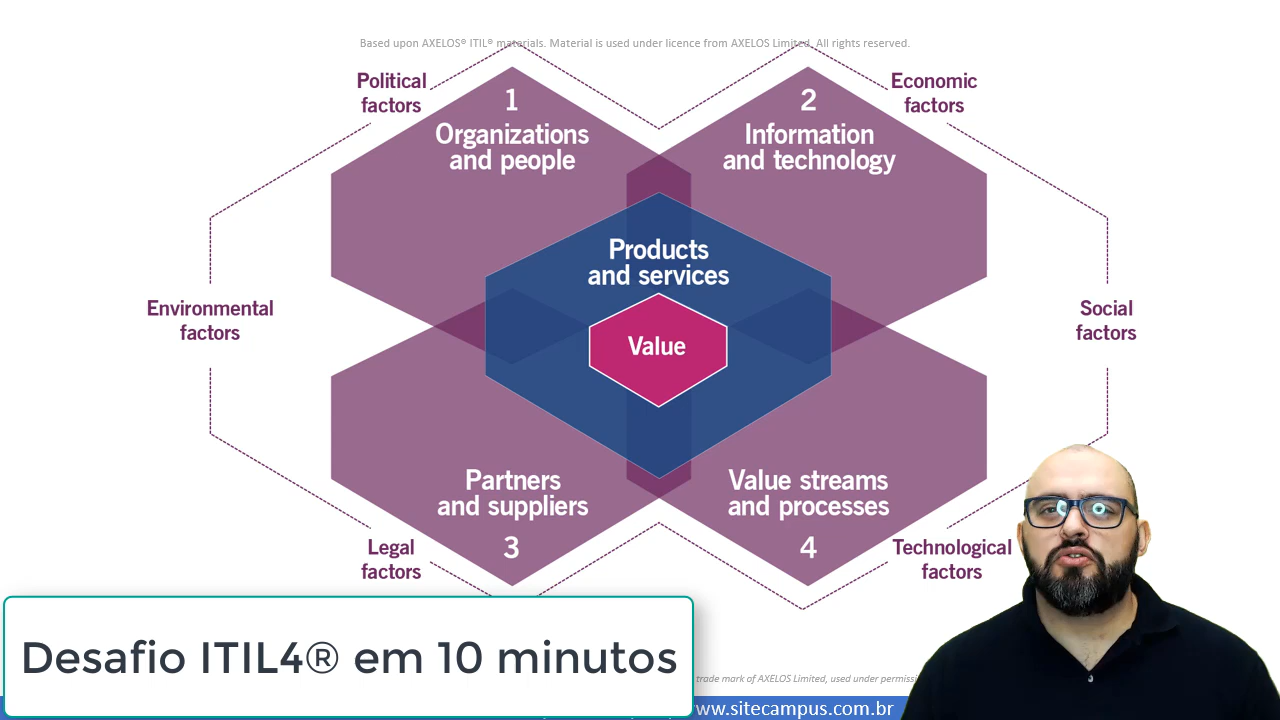 Based upon AXELOS® ITIL® materials. Material is used under licence from AXELOS Limited. All rights reserved.
Political
factors
Economic
factors
1
Organizations
and people
2
Information
and technology
Products
and services
Environmental
factors
Value
Social
factors
Partners
and suppliers
3
Value streams
and processes
4
Legal
factors
Technological
factors
Desafio ITIL4® em 10 minutos
trade mark of AXELOS Limited, used under
ww.sitecampus.com.br